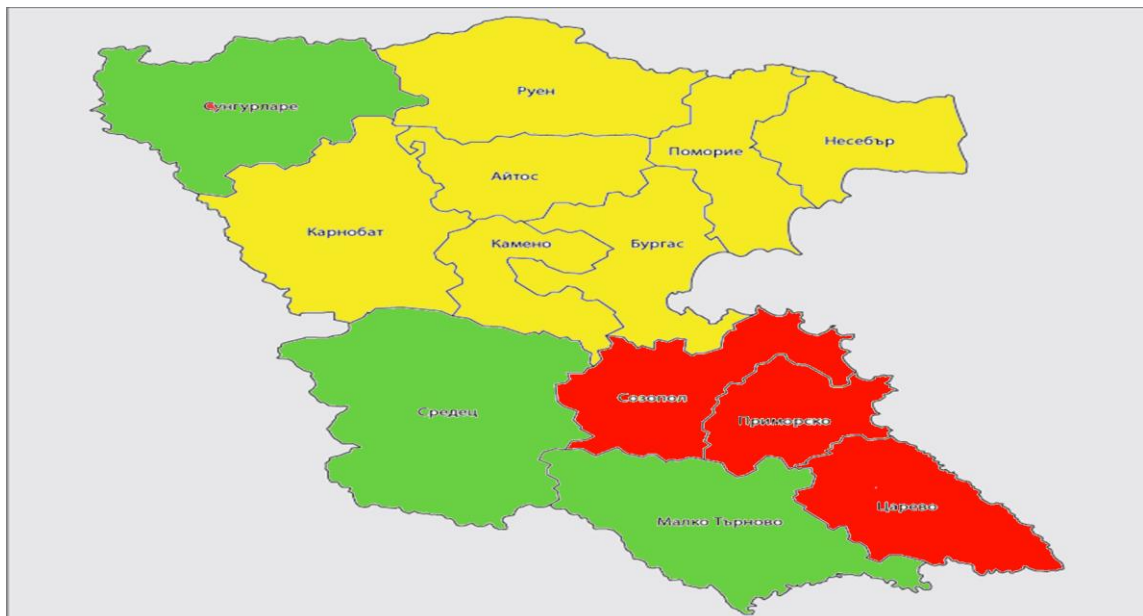 Руен
Сунгурларе
Несебър
Поморие
Айтос
Карнобат
Камено
Бургас
Созопол
Средец
Приморско
Царево
Малко Търново